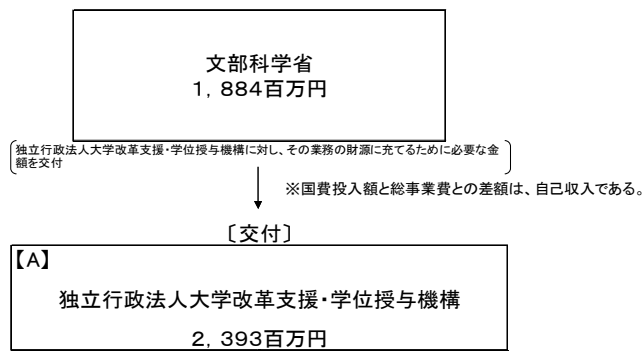 文部科学省
1,884百万円
独立行政法人大学改革支援・学位授与機構に対し、その業務の財源に充てるために必要な金
額を交付
※国費投入額と総事業費との差額は、自己収入である。
〔交付〕
【A】
独立行政法人大学改革支援・学位授与機構
2,393百万円